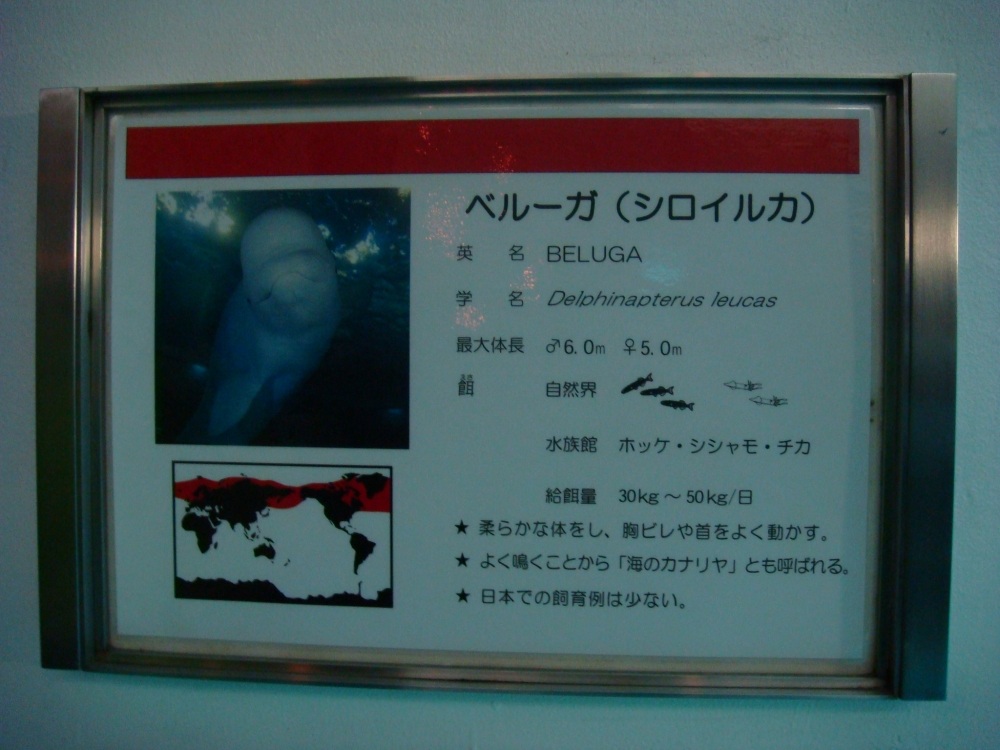 ベルーガ（シロイルカ）
英 名 BELUGA
学 名 Delphinapterus leucas
最大体長 ♂6.0m ♀5.0m
餌 自然界
水族館 ホッケ・シシャモ・チカ
給餌量 30kg～50kg/日
★ 柔らかな体をし、胸ビレや首をよく動かす。
★ よく鳴くことから「海のカナリヤ」とも呼ばれる。
★ 日本での飼育例は少ない。